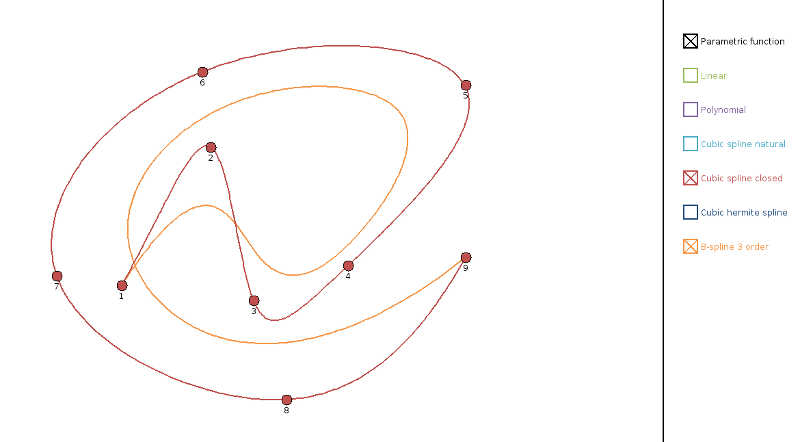 Parametric function
Linear
Polynomial
Cubic spline natural
Cubic spline closed
Cubic hermite spline
B-spline 3 order
6
5
2
9
4
7
1
3
8